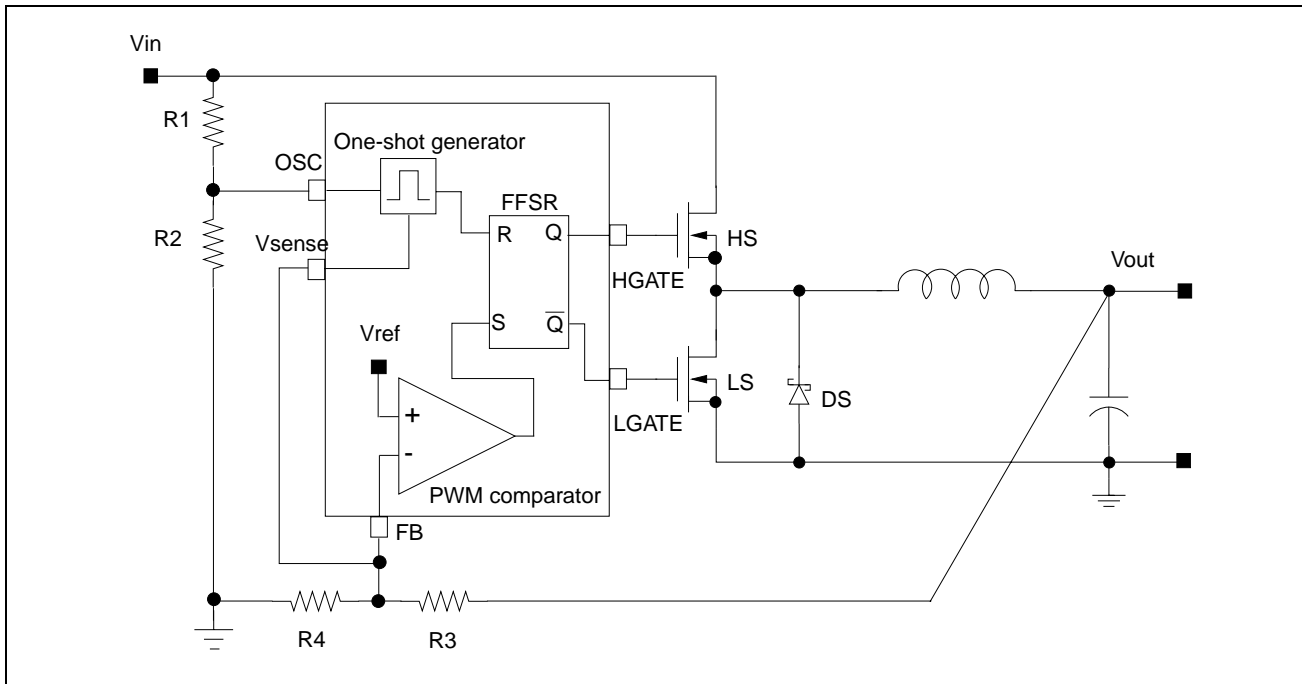 Vin
R1
One-shot generator
OSC
FFSR
R
Q
HS
R2
Vsense
Vout
HGATE
Vref
S
Q
LS
DS
+
LGATE
-
PWM comparator
FB
R4
R3